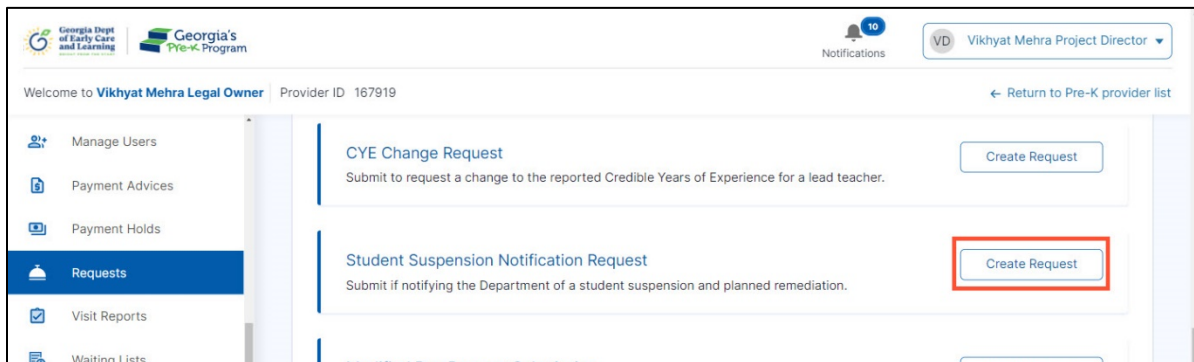 Georgia Dept
of Early Care
and Learning
Georgia's
Pre-K Program
10
Notifications
VD Vikhyat Mehra Project Director
Welcome to Vikhyat Mehra Legal Owner Provider ID 167919
← Return to Pre-K provider list
Manage Users
Payment Advices
Payment Holds
Requests
Visit Reports
Waiting Lists
CYE Change Request
Submit to request a change to the reported Credible Years of Experience for a lead teacher.
Create Request
Student Suspension Notification Request
Submit if notifying the Department of a student suspension and planned remediation.
Create Request